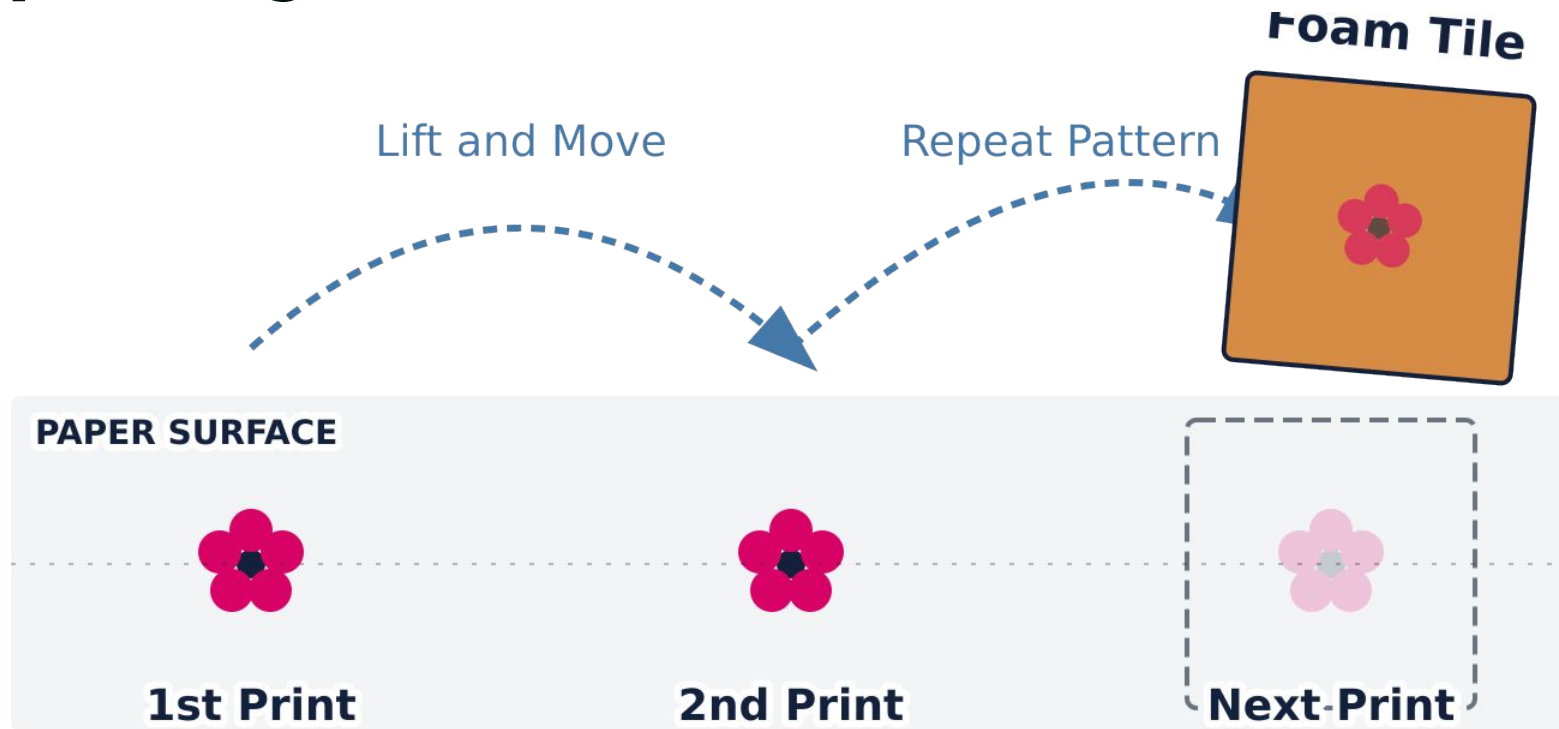 Foam Tile
Lift and Move
Repeat Pattern
PAPER SURFACE
1st Print
2nd Print
Next Print